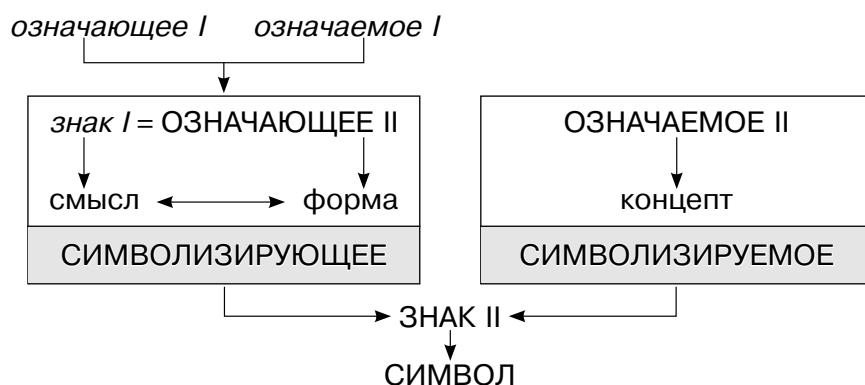 означающее I означаемое I
знак I = ОЗНАЧАЮЩЕЕ II ОЗНАЧАЕМОЕ II
смысл форма концепт
СИМВОЛИЗИРУЮЩЕЕ СИМВОЛИЗИРУЕМОЕ
ЗНАК II
СИМВОЛ